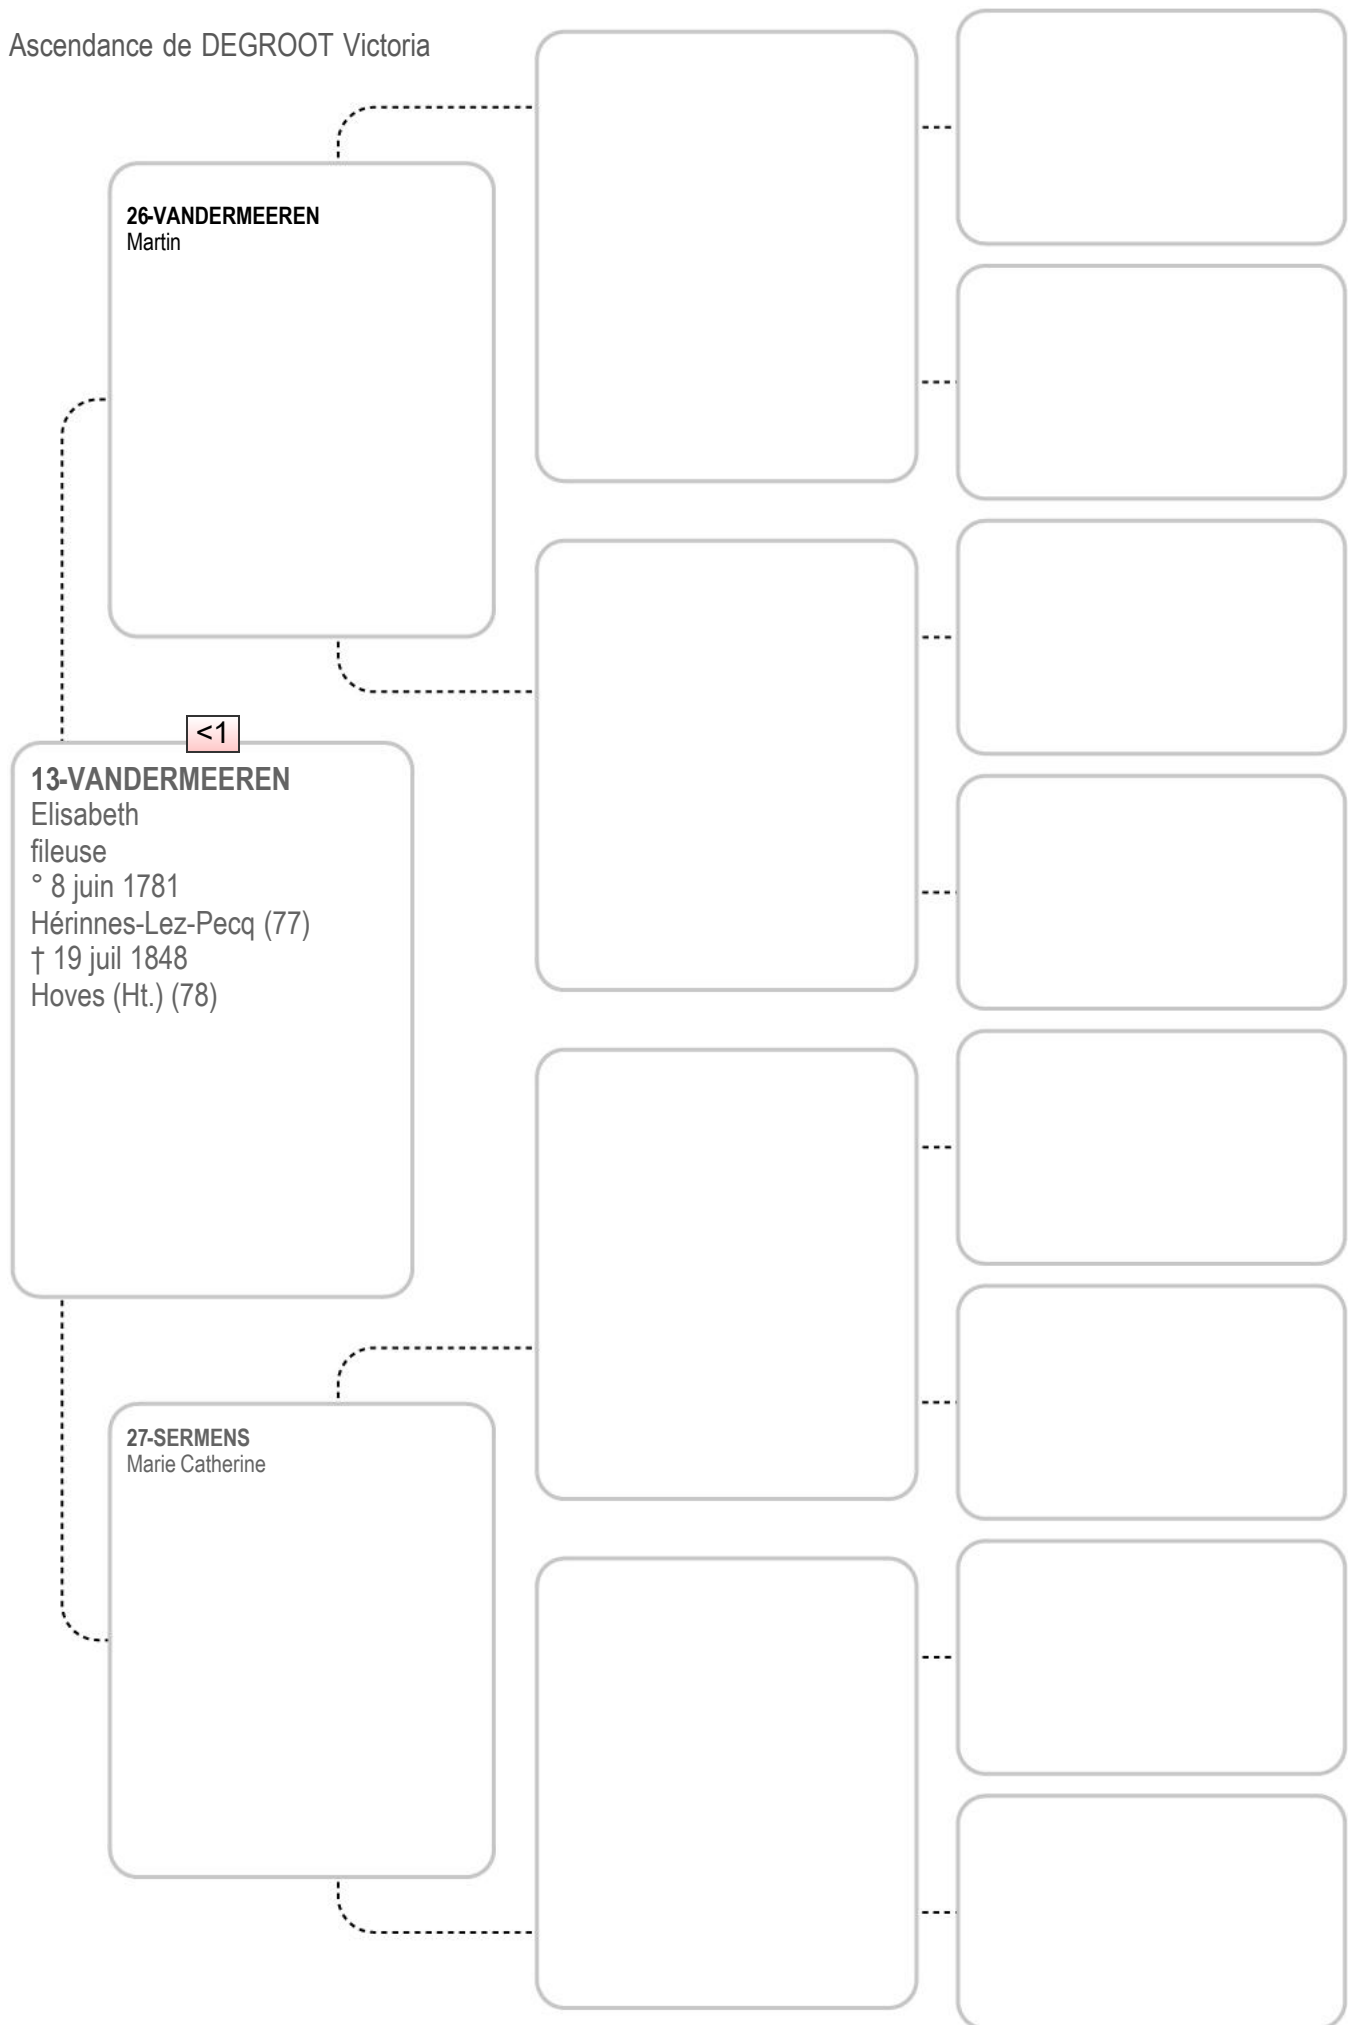 Ascendance de DEGROOT Victoria
26-VANDERMEEREN
Martin
<1
13-VANDERMEEREN
Elisabeth
fileuse
° 8 juin 1781
Hérinnes-Lez-Pecq (77)
† 19 juil 1848
Hoves (Ht.) (78)
27-SERMENS
Marie Catherine